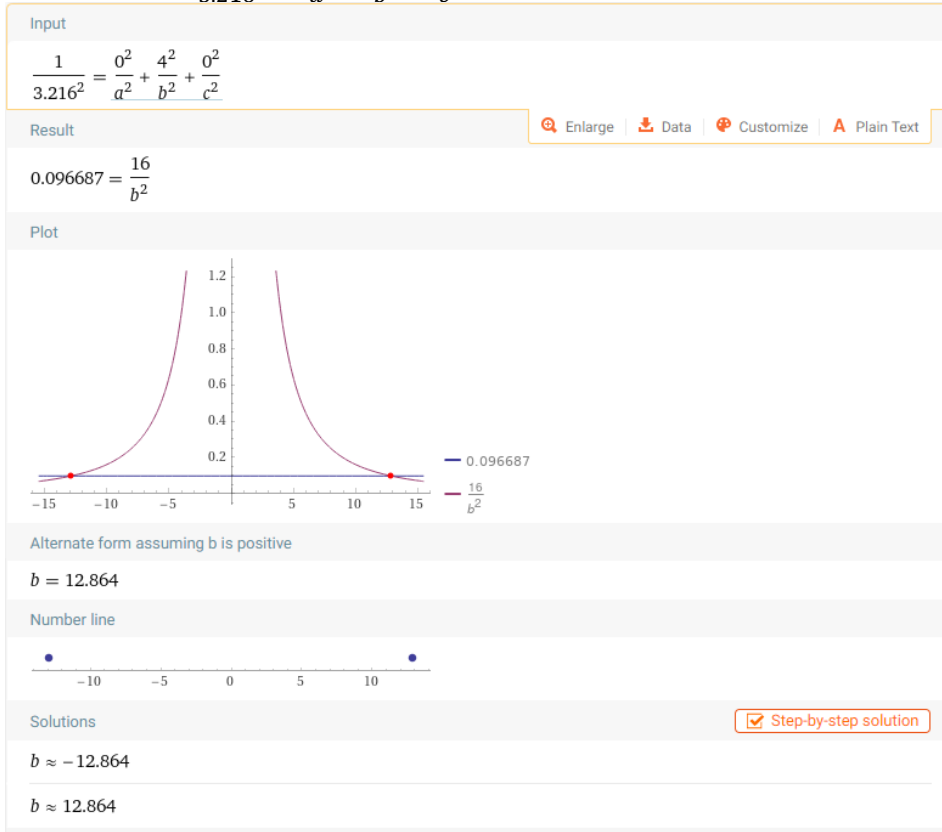 Input
1/3.216² = 0²/a² + 4²/b² + 0²/c²
Result
Enlarge Data Customize A Plain Text
0.096687 = 16/b²
Plot
1.2
1.0
0.8
0.6
0.4
0.2
0.096687
−15 −10 −5 5 10 15
16/b²
Alternate form assuming b is positive
b = 12.864
Number line
−10 −5 0 5 10
Solutions
Step-by-step solution
b ≈ −12.864
b ≈ 12.864